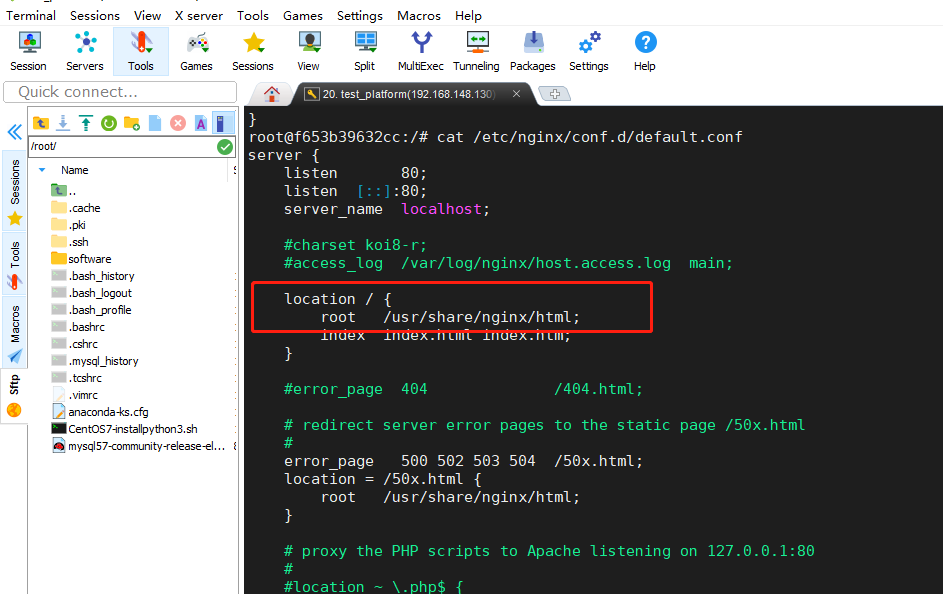 Terminal Sessions View X server Tools Games Settings Macros Help
Session Servers Tools Games Sessions View Split MultiExec Tunneling Packages Settings Help
Quick connect...
20. test_platform(192.168.148.130)
/root/
Name
..
.cache
.pki
.ssh
software
.bash_history
.bash_logout
.bash_profile
.bashrc
.cshrc
.mysql_history
.tcshrc
.vimrc
anaconda-ks.cfg
CentOS7-installpython3.sh
mysql57-community-release-el...
Sessions
Tools
Macros
Sftp
}
root@f653b39632cc:/# cat /etc/nginx/conf.d/default.conf
server {
    listen       80;
    listen  [::]:80;
    server_name  localhost;
    #charset koi8-r;
    #access_log  /var/log/nginx/host.access.log  main;
    location / {
        root   /usr/share/nginx/html;
        index  index.html index.htm;
    }
    #error_page  404              /404.html;
    # redirect server error pages to the static page /50x.html
    #
    error_page   500 502 503 504  /50x.html;
    location = /50x.html {
        root   /usr/share/nginx/html;
    }
    # proxy the PHP scripts to Apache listening on 127.0.0.1:80
    #
    #location ~ \.php$ {